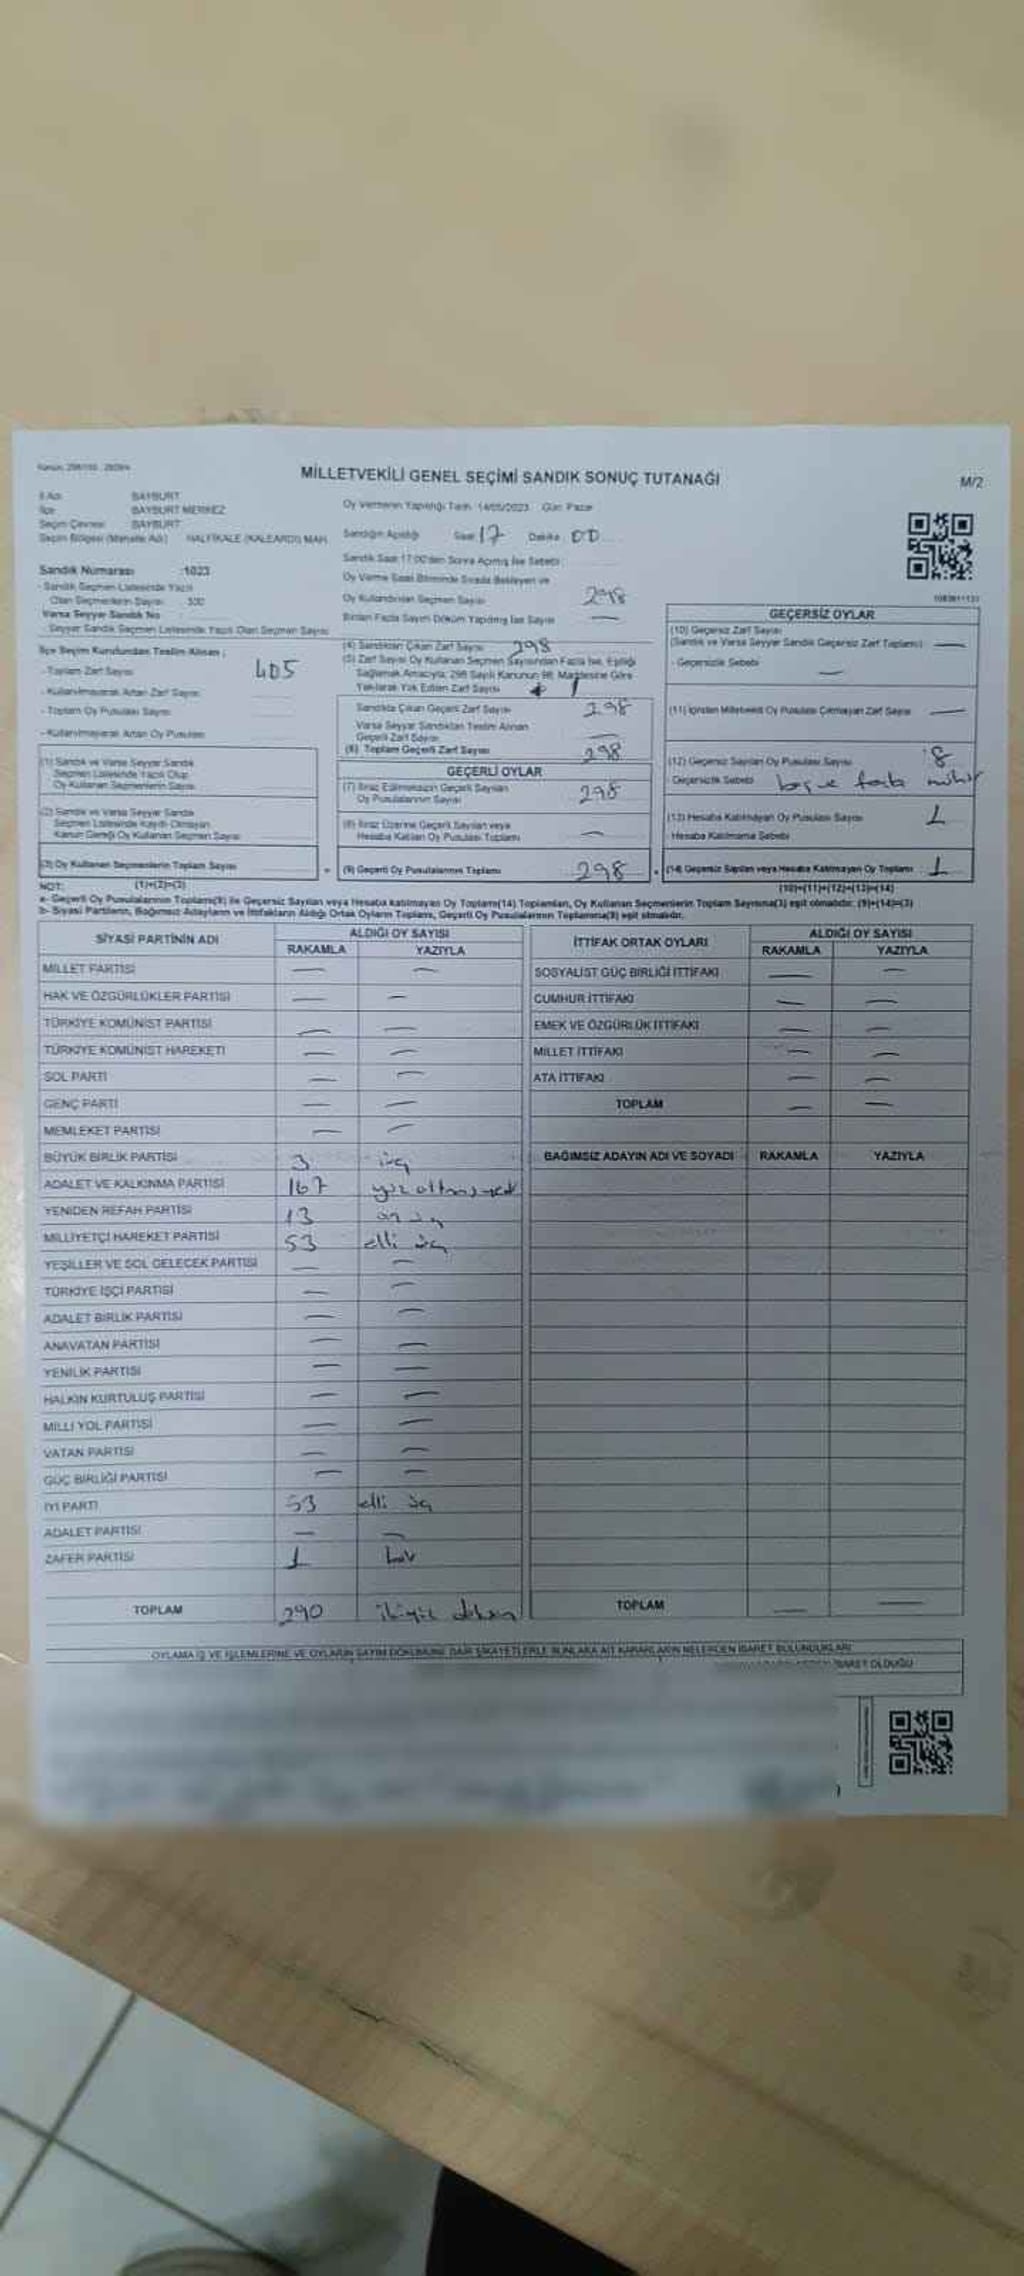 MİLLETVEKİLİ GENEL SEÇİMİ SANDIK SONUÇ TUTANAĞI
M/2
İl Adı BAYBURT
İlçe BAYBURT MERKEZ
Seçim Çevresi BAYBURT
Seçim Bölgesi (Mahalle Adı)
Oy Vermenin Yapıldığı Tarih 14/05/2023 Gün Pazar
Sandığın Açıldığı Saat 17 Dakika 00
Sandık Saat 17:00'den Sonra Açılmış İse Sebebi
Sandık Numarası :1023
Sandık Seçmen Listesinde Yazılı
Olan Seçmenlerin Sayısı
Varsa Seyyar Sandık No
Seyyar Sandık Seçmen Listesinde Yazılı Olan Seçmen Sayısı
Oy Verme Saati Bitiminde Sırada Bekleyen ve
Oy Kullandırılan Seçmen Sayısı 298
Birden Fazla Sayım Döküm Yapılmış İse Sayısı —
İlçe Seçim Kurulundan Teslim Alınan ;
- Toplam Zarf Sayısı 405
- Kullanılmayarak Artan Zarf Sayısı
- Toplam Oy Pusulası Sayısı
- Kullanılmayarak Artan Oy Pusulası
(1) Sandık ve Varsa Seyyar Sandık
Seçmen Listesinde Yazılı Olup
Oy Kullanan Seçmenlerin Sayısı
(2) Sandık ve Varsa Seyyar Sandık
Seçmen Listesinde Kayıtlı Olmayan
Kanun Gereği Oy Kullanan Seçmen Sayısı
(3) Oy Kullanan Seçmenlerin Toplam Sayısı
(1)+(2)=(3)
(4) Sandıktan Çıkan Zarf Sayısı 298
(5) Zarf Sayısı Oy Kullanan Seçmen Sayısından Fazla İse, Eşitliği
Sağlamak Amacıyla, 298 Sayılı Kanunun 98. Maddesine Göre
Yakılarak Yok Edilen Zarf Sayısı
Sandıkta Çıkan Geçerli Zarf Sayısı 298
Varsa Seyyar Sandıktan Teslim Alınan
Geçerli Zarf Sayısı —
(6) Toplam Geçerli Zarf Sayısı 298
GEÇERLİ OYLAR
(7) İtiraz Edilmeksizin Geçerli Sayılan
Oy Pusulalarının Sayısı 298
(8) İtiraz Üzerine Geçerli Sayılan veya
Hesaba Katılan Oy Pusulası Toplamı —
(9) Geçerli Oy Pusulalarının Toplamı 298
GEÇERSİZ OYLAR
(10) Geçersiz Zarf Sayısı
(Sandık ve Varsa Seyyar Sandık Geçersiz Zarf Toplamı) —
- Geçersizlik Sebebi —
(11) İçinden Milletvekili Oy Pusulası Çıkmayan Zarf Sayısı —
(12) Geçersiz Sayılan Oy Pusulası Sayısı 8
- Geçersizlik Sebebi boş ve fazla mühür
(13) Hesaba Katılmayan Oy Pusulası Sayısı 1
Hesaba Katılmama Sebebi
(14) Geçersiz Sayılan veya Hesaba Katılmayan Oy Toplamı 1
(10)+(11)+(12)+(13)=(14)
NOT:
a- Geçerli Oy Pusulalarının Toplamı(9) ile Geçersiz Sayılan veya Hesaba katılmayan Oy Toplamı(14) Toplamları, Oy Kullanan Seçmenlerin Toplam Sayısına(3) eşit olmalıdır. (9)+(14)=(3)
b- Siyasi Partilerin, Bağımsız Adayların ve İttifakların Aldığı Ortak Oyların Toplamı, Geçerli Oy Pusulalarının Toplamına(9) eşit olmalıdır.
SİYASİ PARTİNİN ADI ALDIĞI OY SAYISI
RAKAMLA YAZIYLA
MİLLET PARTİSİ — —
HAK VE ÖZGÜRLÜKLER PARTİSİ — —
TÜRKİYE KOMÜNİST PARTİSİ — —
TÜRKİYE KOMÜNİST HAREKETİ — —
SOL PARTİ — —
GENÇ PARTİ — —
MEMLEKET PARTİSİ — —
BÜYÜK BİRLİK PARTİSİ 3 üç
ADALET VE KALKINMA PARTİSİ 167 yüz altmış yedi
YENİDEN REFAH PARTİSİ 13 on üç
MİLLİYETÇİ HAREKET PARTİSİ 53 elli üç
YEŞİLLER VE SOL GELECEK PARTİSİ — —
TÜRKİYE İŞÇİ PARTİSİ — —
ADALET BİRLİK PARTİSİ — —
ANAVATAN PARTİSİ — —
YENİLİK PARTİSİ — —
HALKIN KURTULUŞ PARTİSİ — —
MİLLİ YOL PARTİSİ — —
VATAN PARTİSİ — —
GÜÇ BİRLİĞİ PARTİSİ — —
İYİ PARTİ 53 elli üç
ADALET PARTİSİ — —
ZAFER PARTİSİ 1 bir
TOPLAM 290 ikiyüz doksan
İTTİFAK ORTAK OYLARI ALDIĞI OY SAYISI
RAKAMLA YAZIYLA
SOSYALİST GÜÇ BİRLİĞİ İTTİFAKI — —
CUMHUR İTTİFAKI — —
EMEK VE ÖZGÜRLÜK İTTİFAKI — —
MİLLET İTTİFAKI — —
ATA İTTİFAKI — —
TOPLAM — —
BAĞIMSIZ ADAYIN ADI VE SOYADI RAKAMLA YAZIYLA
TOPLAM — —
OYLAMA İŞ VE İŞLEMLERİNE VE OYLARIN SAYIM DÖKÜMÜNE DAİR ŞİKAYETLERLE BUNLARA AİT KARARLARIN NELERDEN İBARET BULUNDUKLARI
İBARET OLDUĞU